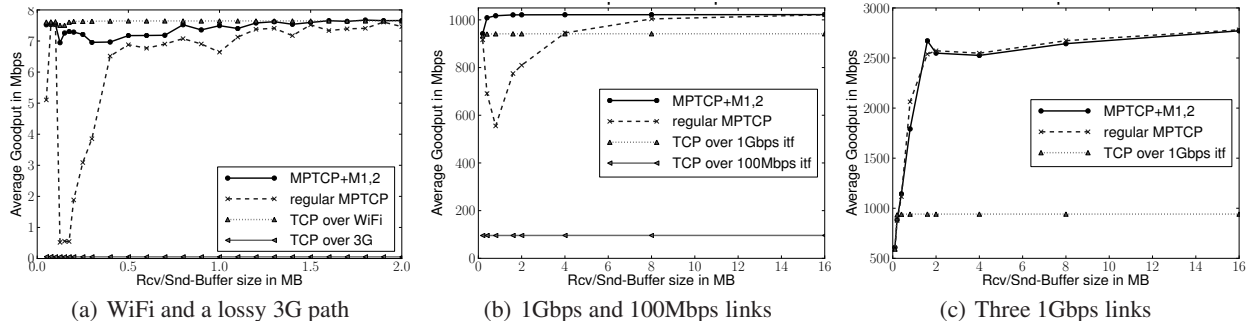 8
7
6
5
4
3
2
1
0
Average Goodput in Mbps
0.0
0.5
1.0
1.5
2.0
Rcv/Snd-Buffer size in MB
MPTCP+M1,2
regular MPTCP
TCP over WiFi
TCP over 3G
(a) WiFi and a lossy 3G path
1000
800
600
400
200
0
Average Goodput in Mbps
0
2
4
6
8
10
12
14
16
Rcv/Snd-Buffer size in MB
MPTCP+M1,2
regular MPTCP
TCP over 1Gbps itf
TCP over 100Mbps itf
(b) 1Gbps and 100Mbps links
3000
2500
2000
1500
1000
500
Average Goodput in Mbps
0
2
4
6
8
10
12
14
16
Rcv/Snd-Buffer size in MB
MPTCP+M1,2
regular MPTCP
TCP over 1Gbps itf
(c) Three 1Gbps links